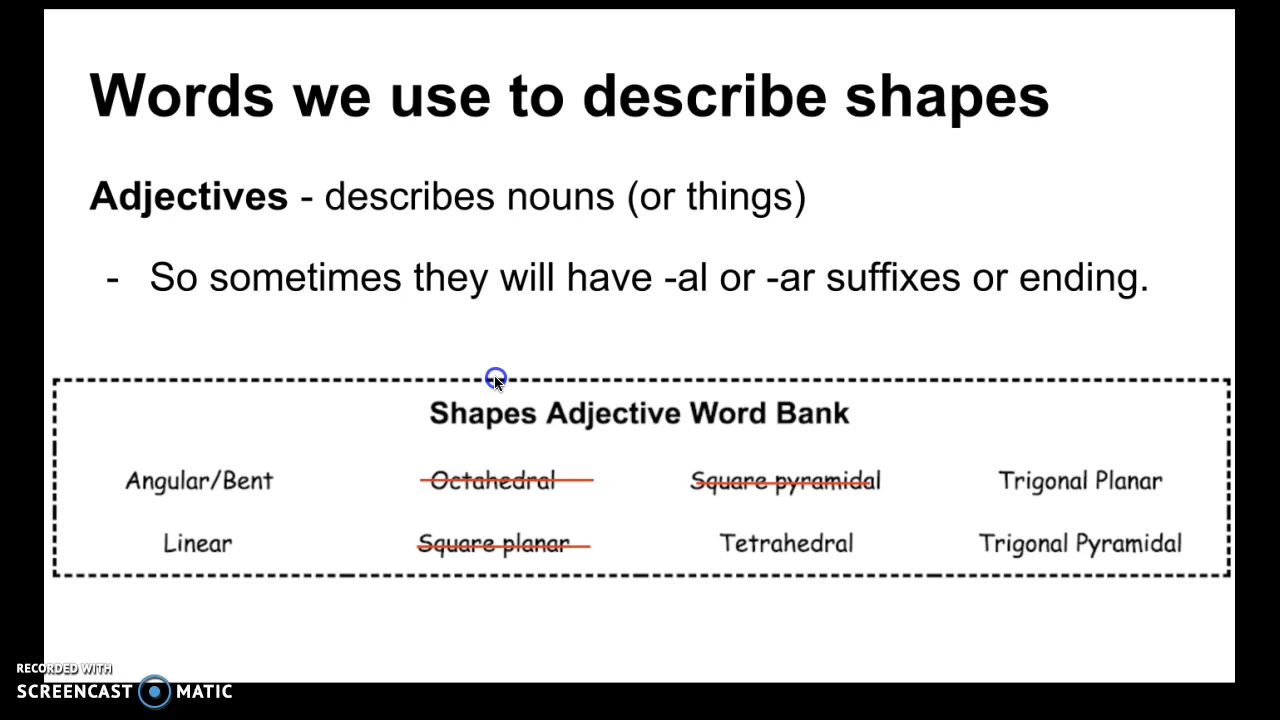 Words we use to describe shapes
Adjectives - describes nouns (or things)
- So sometimes they will have -al or -ar suffixes or ending.
Shapes Adjective Word Bank
Angular/Bent Octahedral Square pyramidal Trigonal Planar
Linear Square planar Tetrahedral Trigonal Pyramidal
RECORDED WITH
SCREENCAST MATIC